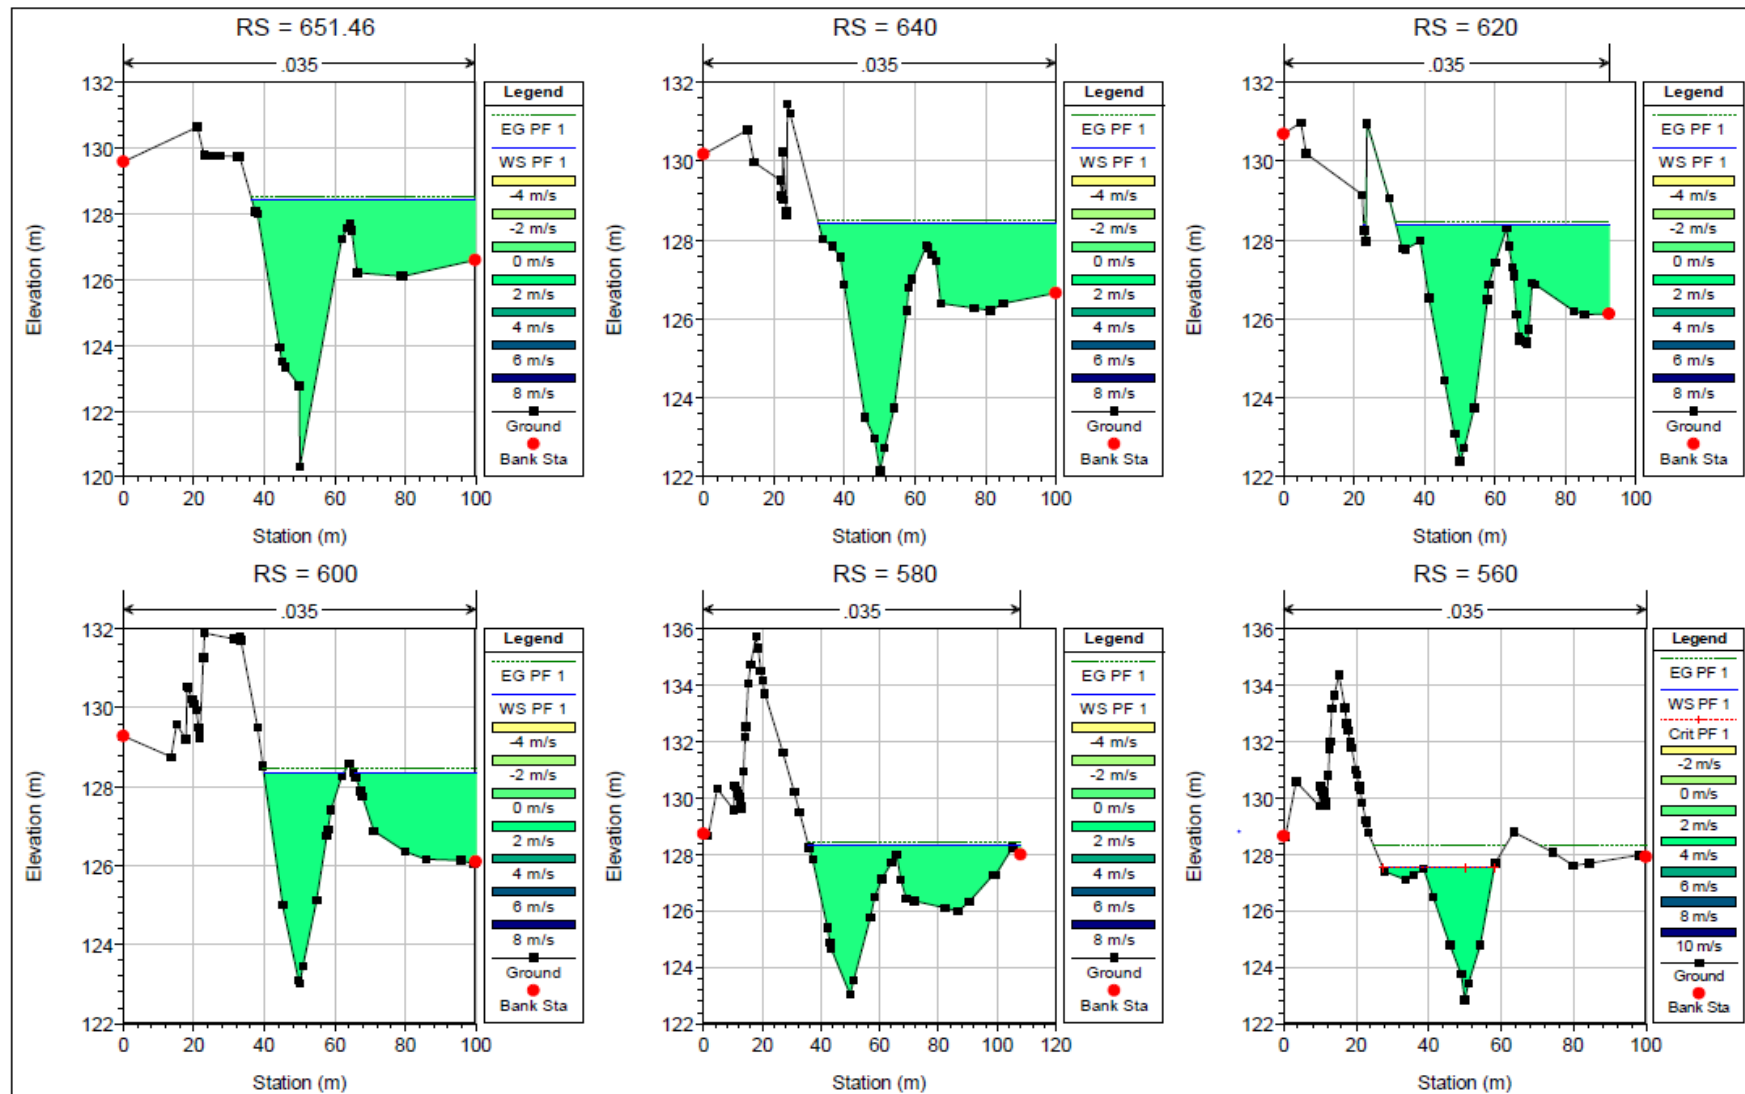 RS = 651.46
.035
132
130
128
126
124
122
120
Elevation (m)
0
20
40
60
80
100
Station (m)
Legend
EG PF 1
WS PF 1
-4 m/s
-2 m/s
0 m/s
2 m/s
4 m/s
6 m/s
8 m/s
Ground
Bank Sta
RS = 640
.035
132
130
128
126
124
122
Elevation (m)
0
20
40
60
80
100
Station (m)
Legend
EG PF 1
WS PF 1
-4 m/s
-2 m/s
0 m/s
2 m/s
4 m/s
6 m/s
8 m/s
Ground
Bank Sta
RS = 620
.035
132
130
128
126
124
122
Elevation (m)
0
20
40
60
80
100
Station (m)
Legend
EG PF 1
WS PF 1
-4 m/s
-2 m/s
0 m/s
2 m/s
4 m/s
6 m/s
8 m/s
Ground
Bank Sta
RS = 600
.035
132
130
128
126
124
122
Elevation (m)
0
20
40
60
80
100
Station (m)
Legend
EG PF 1
WS PF 1
-4 m/s
-2 m/s
0 m/s
2 m/s
4 m/s
6 m/s
8 m/s
Ground
Bank Sta
RS = 580
.035
136
134
132
130
128
126
124
122
Elevation (m)
0
20
40
60
80
100
120
Station (m)
Legend
EG PF 1
WS PF 1
-4 m/s
-2 m/s
0 m/s
2 m/s
4 m/s
6 m/s
8 m/s
Ground
Bank Sta
RS = 560
.035
136
134
132
130
128
126
124
122
Elevation (m)
0
20
40
60
80
100
Station (m)
Legend
EG PF 1
WS PF 1
Crit PF 1
-2 m/s
0 m/s
2 m/s
4 m/s
6 m/s
8 m/s
10 m/s
Ground
Bank Sta